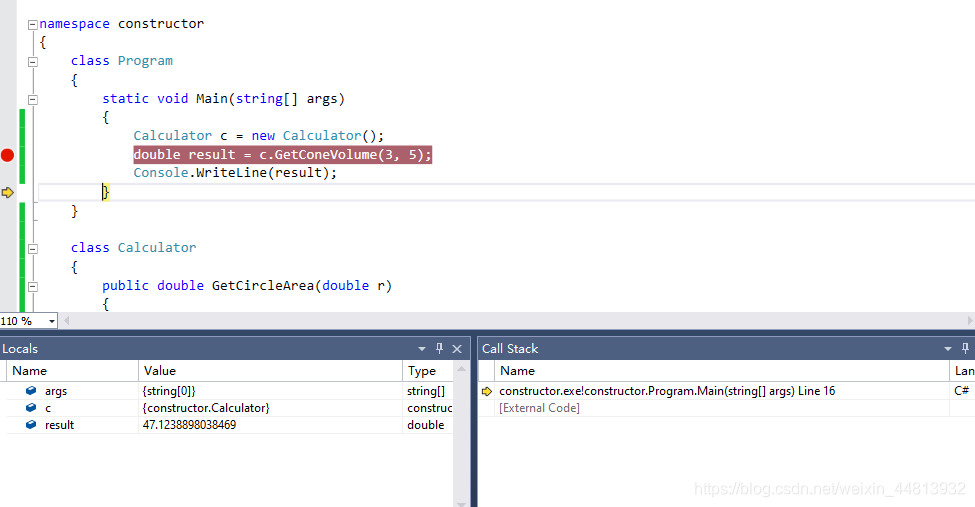 namespace constructor
{
class Program
{
static void Main(string[] args)
{
Calculator c = new Calculator();
double result = c.GetConeVolume(3, 5);
Console.WriteLine(result);
}
}
class Calculator
{
public double GetCircleArea(double r)
{
110 %
Locals
Name Value Type
args {string[0]} string[]
c {constructor.Calculator} construc
result 47.1238898038469 double
Call Stack
Name Lan
constructor.exe!constructor.Program.Main(string[] args) Line 16 C#
[External Code]
https://blog.csdn.net/weixin_44813932